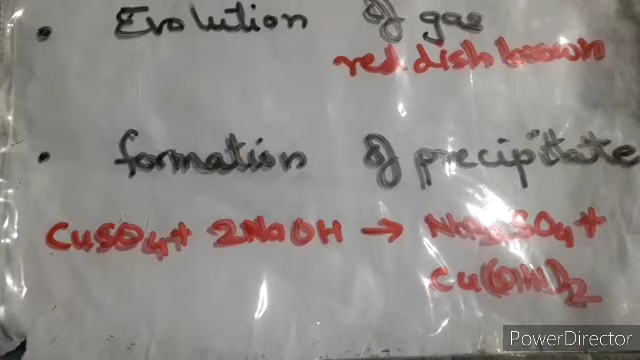 • Evolution of gas
reddish brown
• formation of precipitate
CuSO4 + 2NaOH → Na2SO4 +
Cu(OH)2
PowerDirector